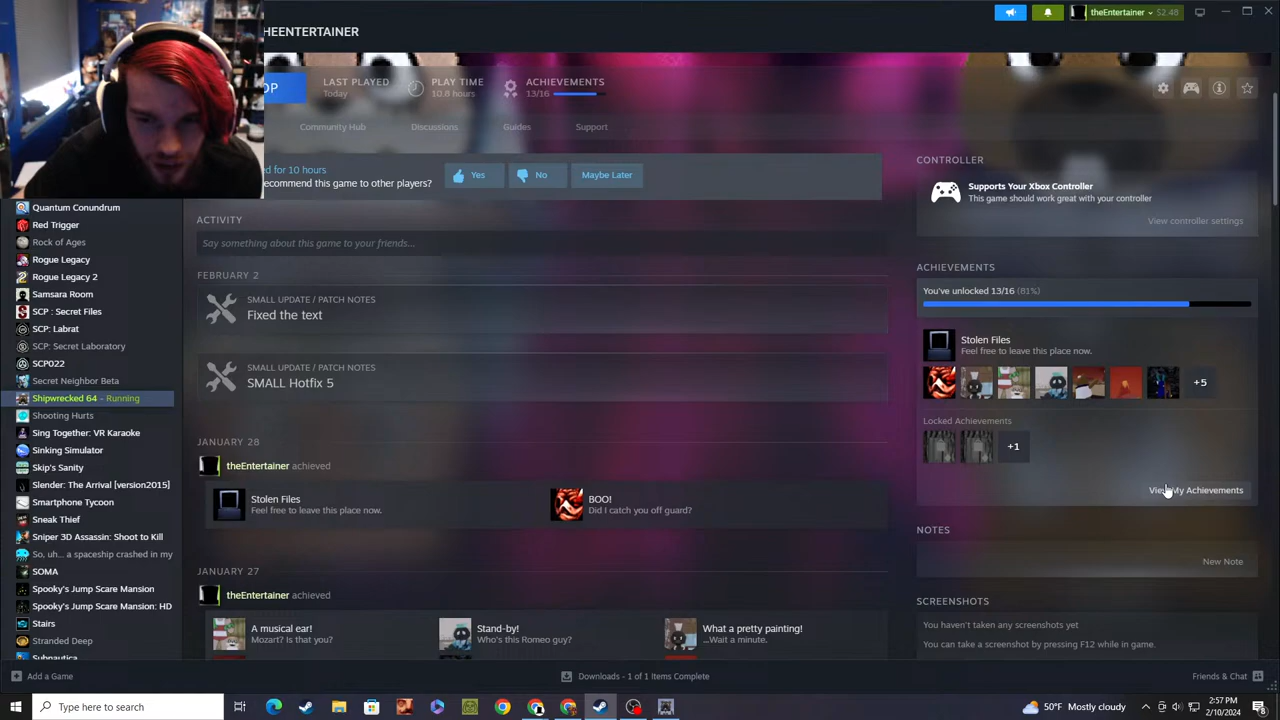 theEntertainer
$2.48
HEENTERTAINER
OP
LAST PLAYED
Today
PLAY TIME
10.8 hours
ACHIEVEMENTS
13/16
Community Hub
Discussions
Guides
Support
ed for 10 hours
ecommend this game to other players?
Yes
No
Maybe Later
ACTIVITY
Say something about this game to your friends...
FEBRUARY 2
SMALL UPDATE / PATCH NOTES
Fixed the text
SMALL UPDATE / PATCH NOTES
SMALL Hotfix 5
JANUARY 28
theEntertainer achieved
Stolen Files
Feel free to leave this place now.
BOO!
Did I catch you off guard?
JANUARY 27
theEntertainer achieved
A musical ear!
Mozart? Is that you?
Stand-by!
Who's this Romeo guy?
What a pretty painting!
...Wait a minute.
CONTROLLER
Supports Your Xbox Controller
This game should work great with your controller
View controller settings
ACHIEVEMENTS
You've unlocked 13/16 (81%)
Stolen Files
Feel free to leave this place now.
+5
Locked Achievements
+1
View My Achievements
NOTES
New Note
SCREENSHOTS
You haven't taken any screenshots yet
You can take a screenshot by pressing F12 while in game.
Quantum Conundrum
Red Trigger
Rock of Ages
Rogue Legacy
Rogue Legacy 2
Samsara Room
SCP : Secret Files
SCP: Labrat
SCP: Secret Laboratory
SCP022
Secret Neighbor Beta
Shipwrecked 64 - Running
Shooting Hurts
Sing Together: VR Karaoke
Sinking Simulator
Skip's Sanity
Slender: The Arrival [version2015]
Smartphone Tycoon
Sneak Thief
Sniper 3D Assassin: Shoot to Kill
So, uh... a spaceship crashed in my
SOMA
Spooky's Jump Scare Mansion
Spooky's Jump Scare Mansion: HD
Stairs
Stranded Deep
Subnautica
Add a Game
Downloads - 1 of 1 Items Complete
Friends & Chat
Type here to search
50°F Mostly cloudy
2:57 PM
2/10/2024